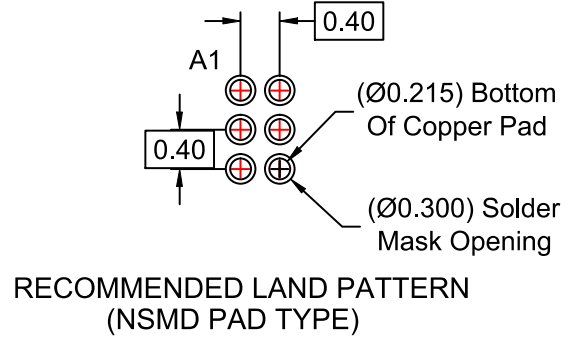 0.40
A1
(Ø0.215) Bottom
Of Copper Pad
0.40
(Ø0.300) Solder
Mask Opening
RECOMMENDED LAND PATTERN
(NSMD PAD TYPE)